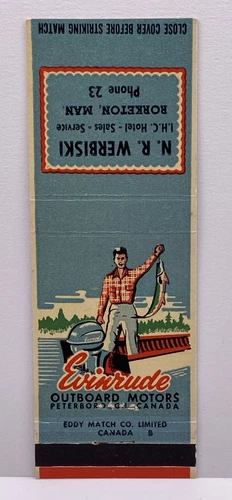 CLOSE COVER BEFORE STRIKING MATCH
N. R. WERBISKI
I.H.C. Hotel - Sales - Service
RORKETON, MAN.
Phone 23
Evinrude
OUTBOARD MOTORS
PETERBORO, CANADA
EDDY MATCH CO. LIMITED
CANADA B